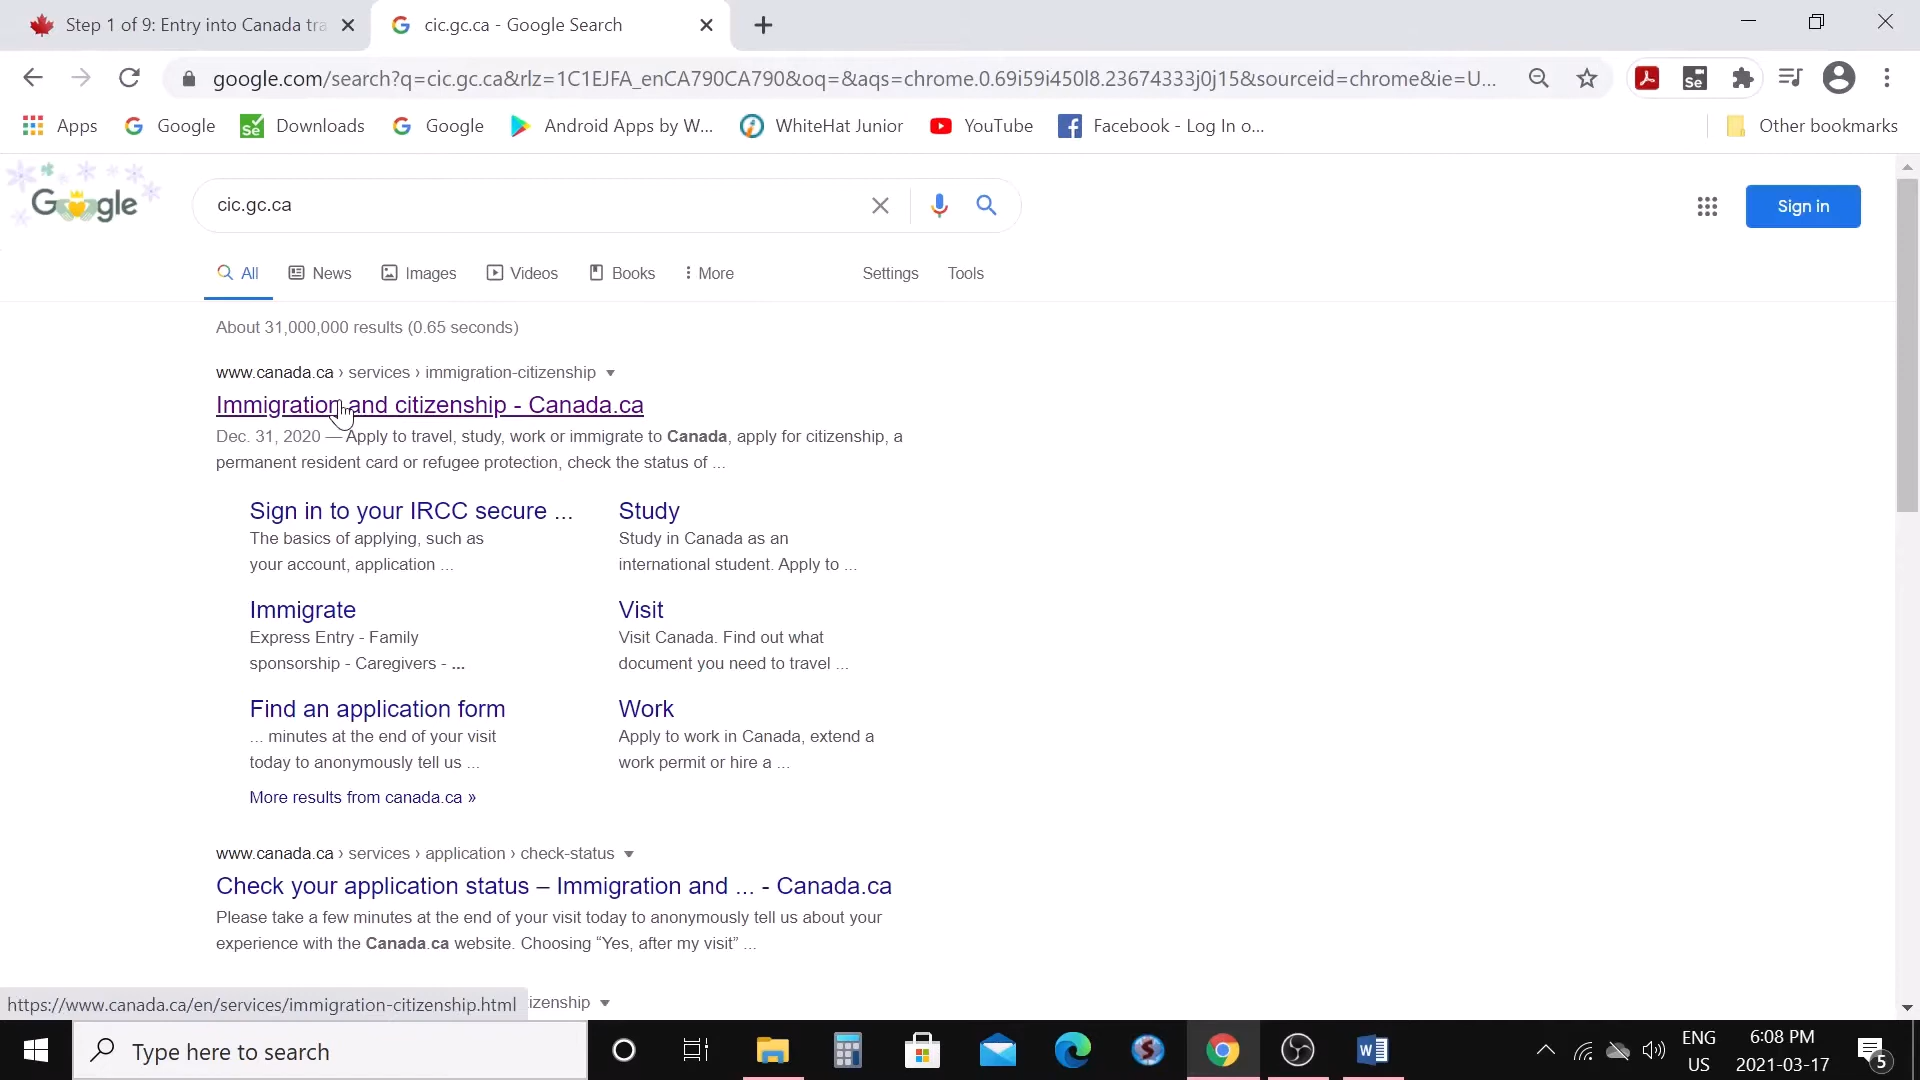 Step 1 of 9: Entry into Canada tra
cic.gc.ca - Google Search
google.com/search?q=cic.gc.ca&rlz=1C1EJFA_enCA790CA790&oq=&aqs=chrome.0.69i59i450l8.23674333j0j15&sourceid=chrome&ie=U...
Se
Apps
Google
Se
Downloads
Google
Android Apps by W...
WhiteHat Junior
YouTube
Facebook - Log In o...
Other bookmarks
Google
cic.gc.ca
Sign in
All
News
Images
Videos
Books
More
Settings
Tools
About 31,000,000 results (0.65 seconds)
www.canada.ca › services › immigration-citizenship
Immigration and citizenship - Canada.ca
Dec. 31, 2020 — Apply to travel, study, work or immigrate to Canada, apply for citizenship, a
permanent resident card or refugee protection, check the status of ...
Sign in to your IRCC secure ...
The basics of applying, such as
your account, application ...
Study
Study in Canada as an
international student. Apply to ...
Immigrate
Express Entry - Family
sponsorship - Caregivers - ...
Visit
Visit Canada. Find out what
document you need to travel ...
Find an application form
... minutes at the end of your visit
today to anonymously tell us ...
Work
Apply to work in Canada, extend a
work permit or hire a ...
More results from canada.ca »
www.canada.ca › services › application › check-status
Check your application status – Immigration and ... - Canada.ca
Please take a few minutes at the end of your visit today to anonymously tell us about your
experience with the Canada.ca website. Choosing “Yes, after my visit” ...
https://www.canada.ca/en/services/immigration-citizenship.html
izenship
Type here to search
ENG
US
6:08 PM
2021-03-17
5